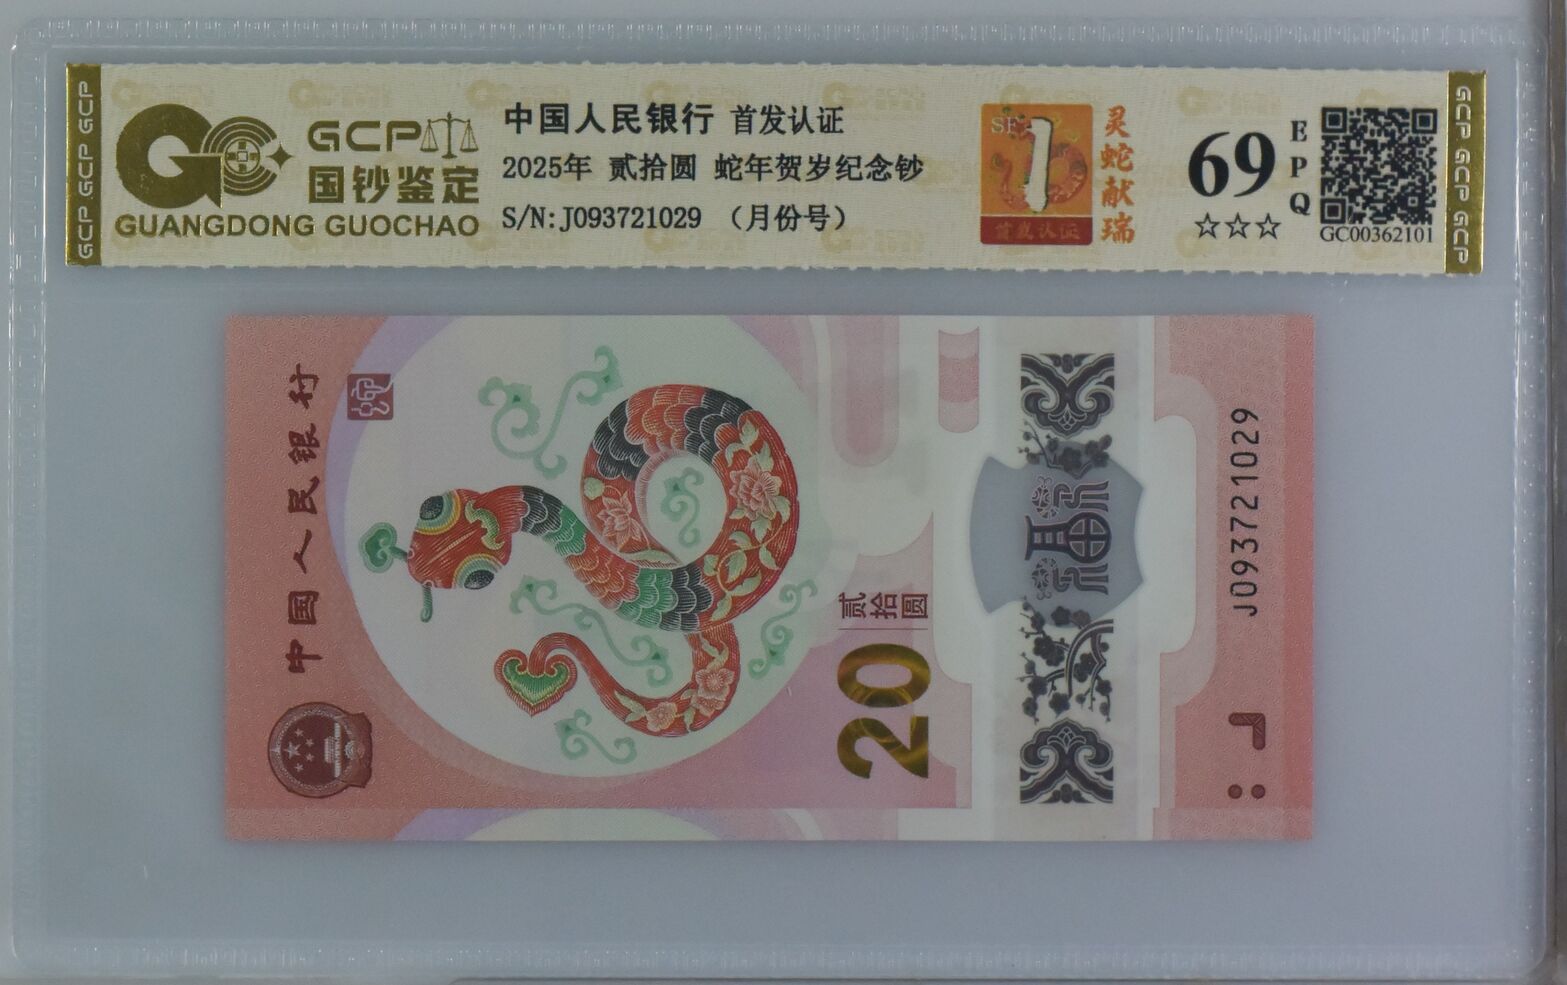 GCP
国钞鉴定
GUANGDONG GUOCHAO
中国人民银行 首发认证
2025年 贰拾圆 蛇年贺岁纪念钞
S/N:J093721029 （月份号）
1
首发认证
灵蛇献瑞
69
EPQ
☆☆☆
GC00362101
GCP GCP GCP
GCP GCP GCP
中国人民银行
贰拾圆
20
福
J093721029